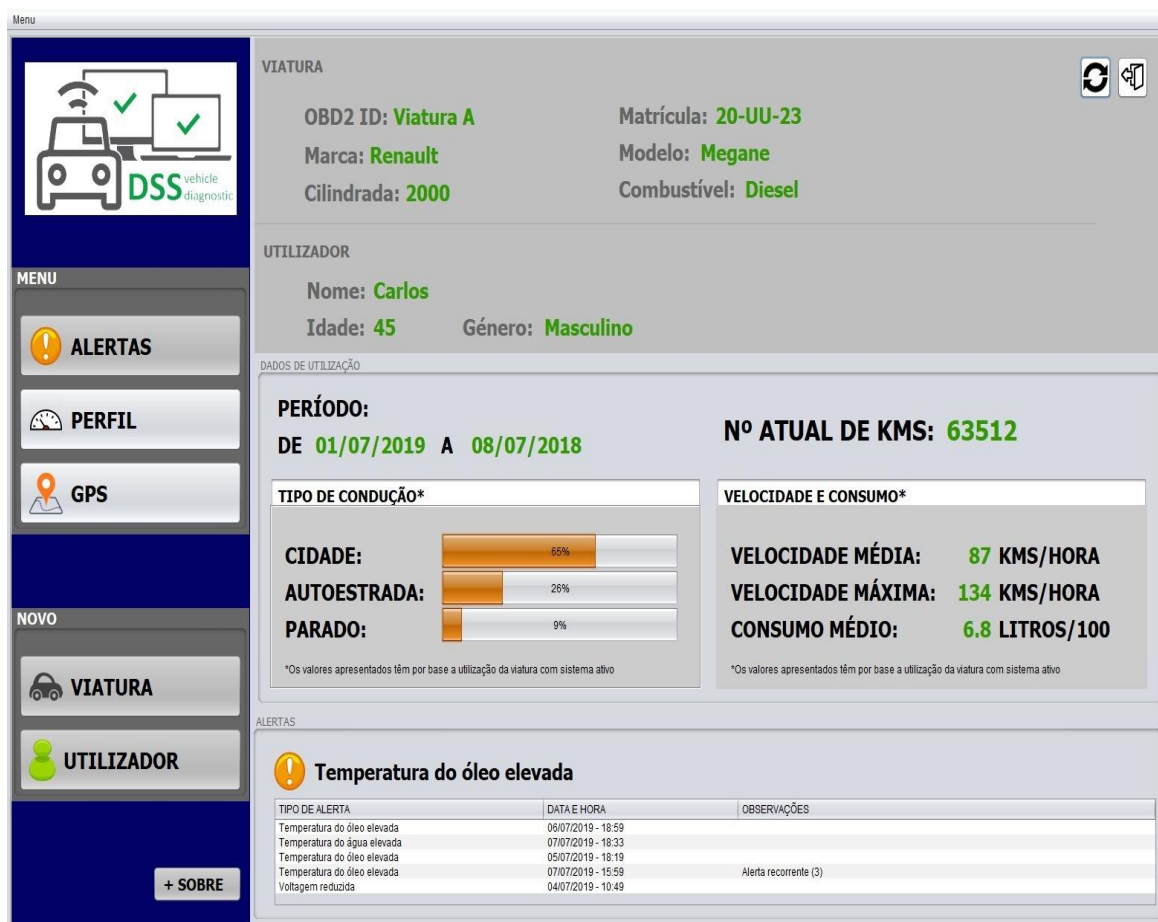 Menu
DSS vehicle diagnostic
MENU
ALERTAS
PERFIL
GPS
NOVO
VIATURA
UTILIZADOR
+ SOBRE
VIATURA
OBD2 ID: Viatura A
Matrícula: 20-UU-23
Marca: Renault
Modelo: Megane
Cilindrada: 2000
Combustível: Diesel
UTILIZADOR
Nome: Carlos
Idade: 45 Género: Masculino
DADOS DE UTILIZAÇÃO
PERÍODO:
DE 01/07/2019 A 08/07/2018
Nº ATUAL DE KMS: 63512
TIPO DE CONDUÇÃO*
CIDADE: 65%
AUTOESTRADA: 26%
PARADO: 9%
*Os valores apresentados têm por base a utilização da viatura com sistema ativo
VELOCIDADE E CONSUMO*
VELOCIDADE MÉDIA: 87 KMS/HORA
VELOCIDADE MÁXIMA: 134 KMS/HORA
CONSUMO MÉDIO: 6.8 LITROS/100
*Os valores apresentados têm por base a utilização da viatura com sistema ativo
ALERTAS
Temperatura do óleo elevada
TIPO DE ALERTA DATA E HORA OBSERVAÇÕES
Temperatura do óleo elevada 06/07/2019 - 18:59
Temperatura do água elevada 07/07/2019 - 18:33
Temperatura do óleo elevada 05/07/2019 - 18:19
Temperatura do óleo elevada 07/07/2019 - 15:59 Alerta recorrente (3)
Voltagem reduzida 04/07/2019 - 10:49